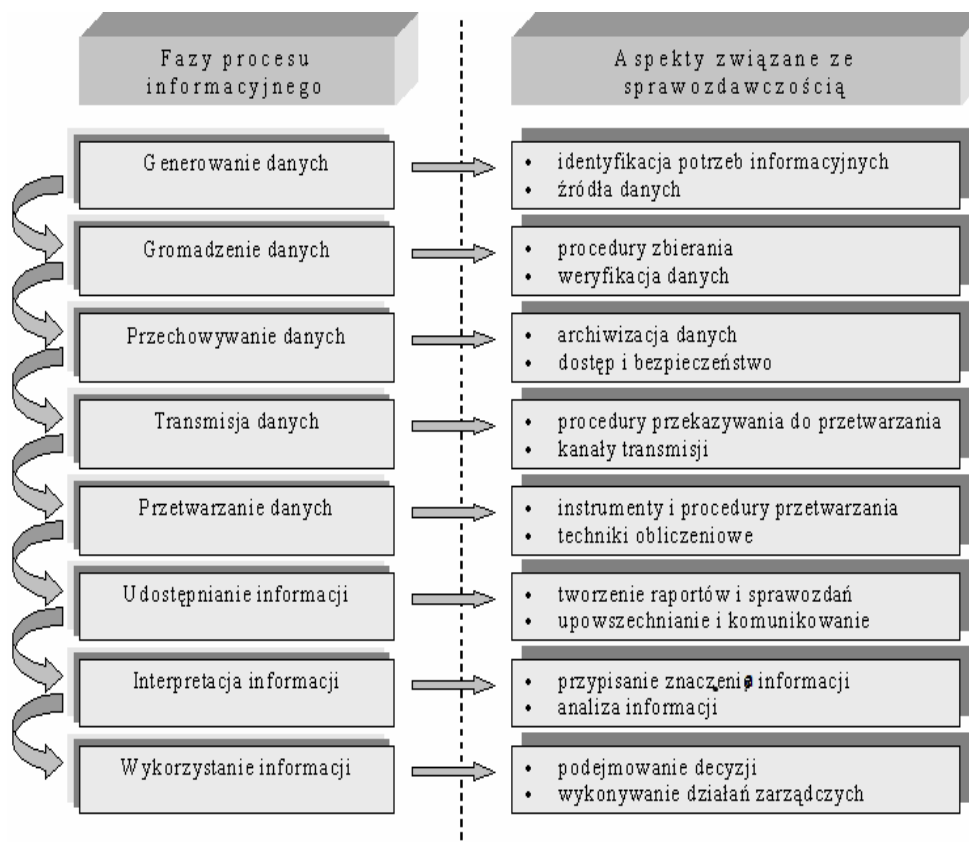 Fazy procesu
informacyjnego
Aspekty związane ze
sprawozdawczością
Generowanie danych
• identyfikacja potrzeb informacyjnych
• źródła danych
Gromadzenie danych
• procedury zbierania
• weryfikacja danych
Przechowywanie danych
• archiwizacja danych
• dostęp i bezpieczeństwo
Transmisja danych
• procedury przekazywania do przetwarzania
• kanały transmisji
Przetwarzanie danych
• instrumenty i procedury przetwarzania
• techniki obliczeniowe
Udostępnianie informacji
• tworzenie raportów i sprawozdań
• upowszechnianie i komunikowanie
Interpretacja informacji
• przypisanie znaczenia informacji
• analiza informacji
Wykorzystanie informacji
• podejmowanie decyzji
• wykonywanie działań zarządczych